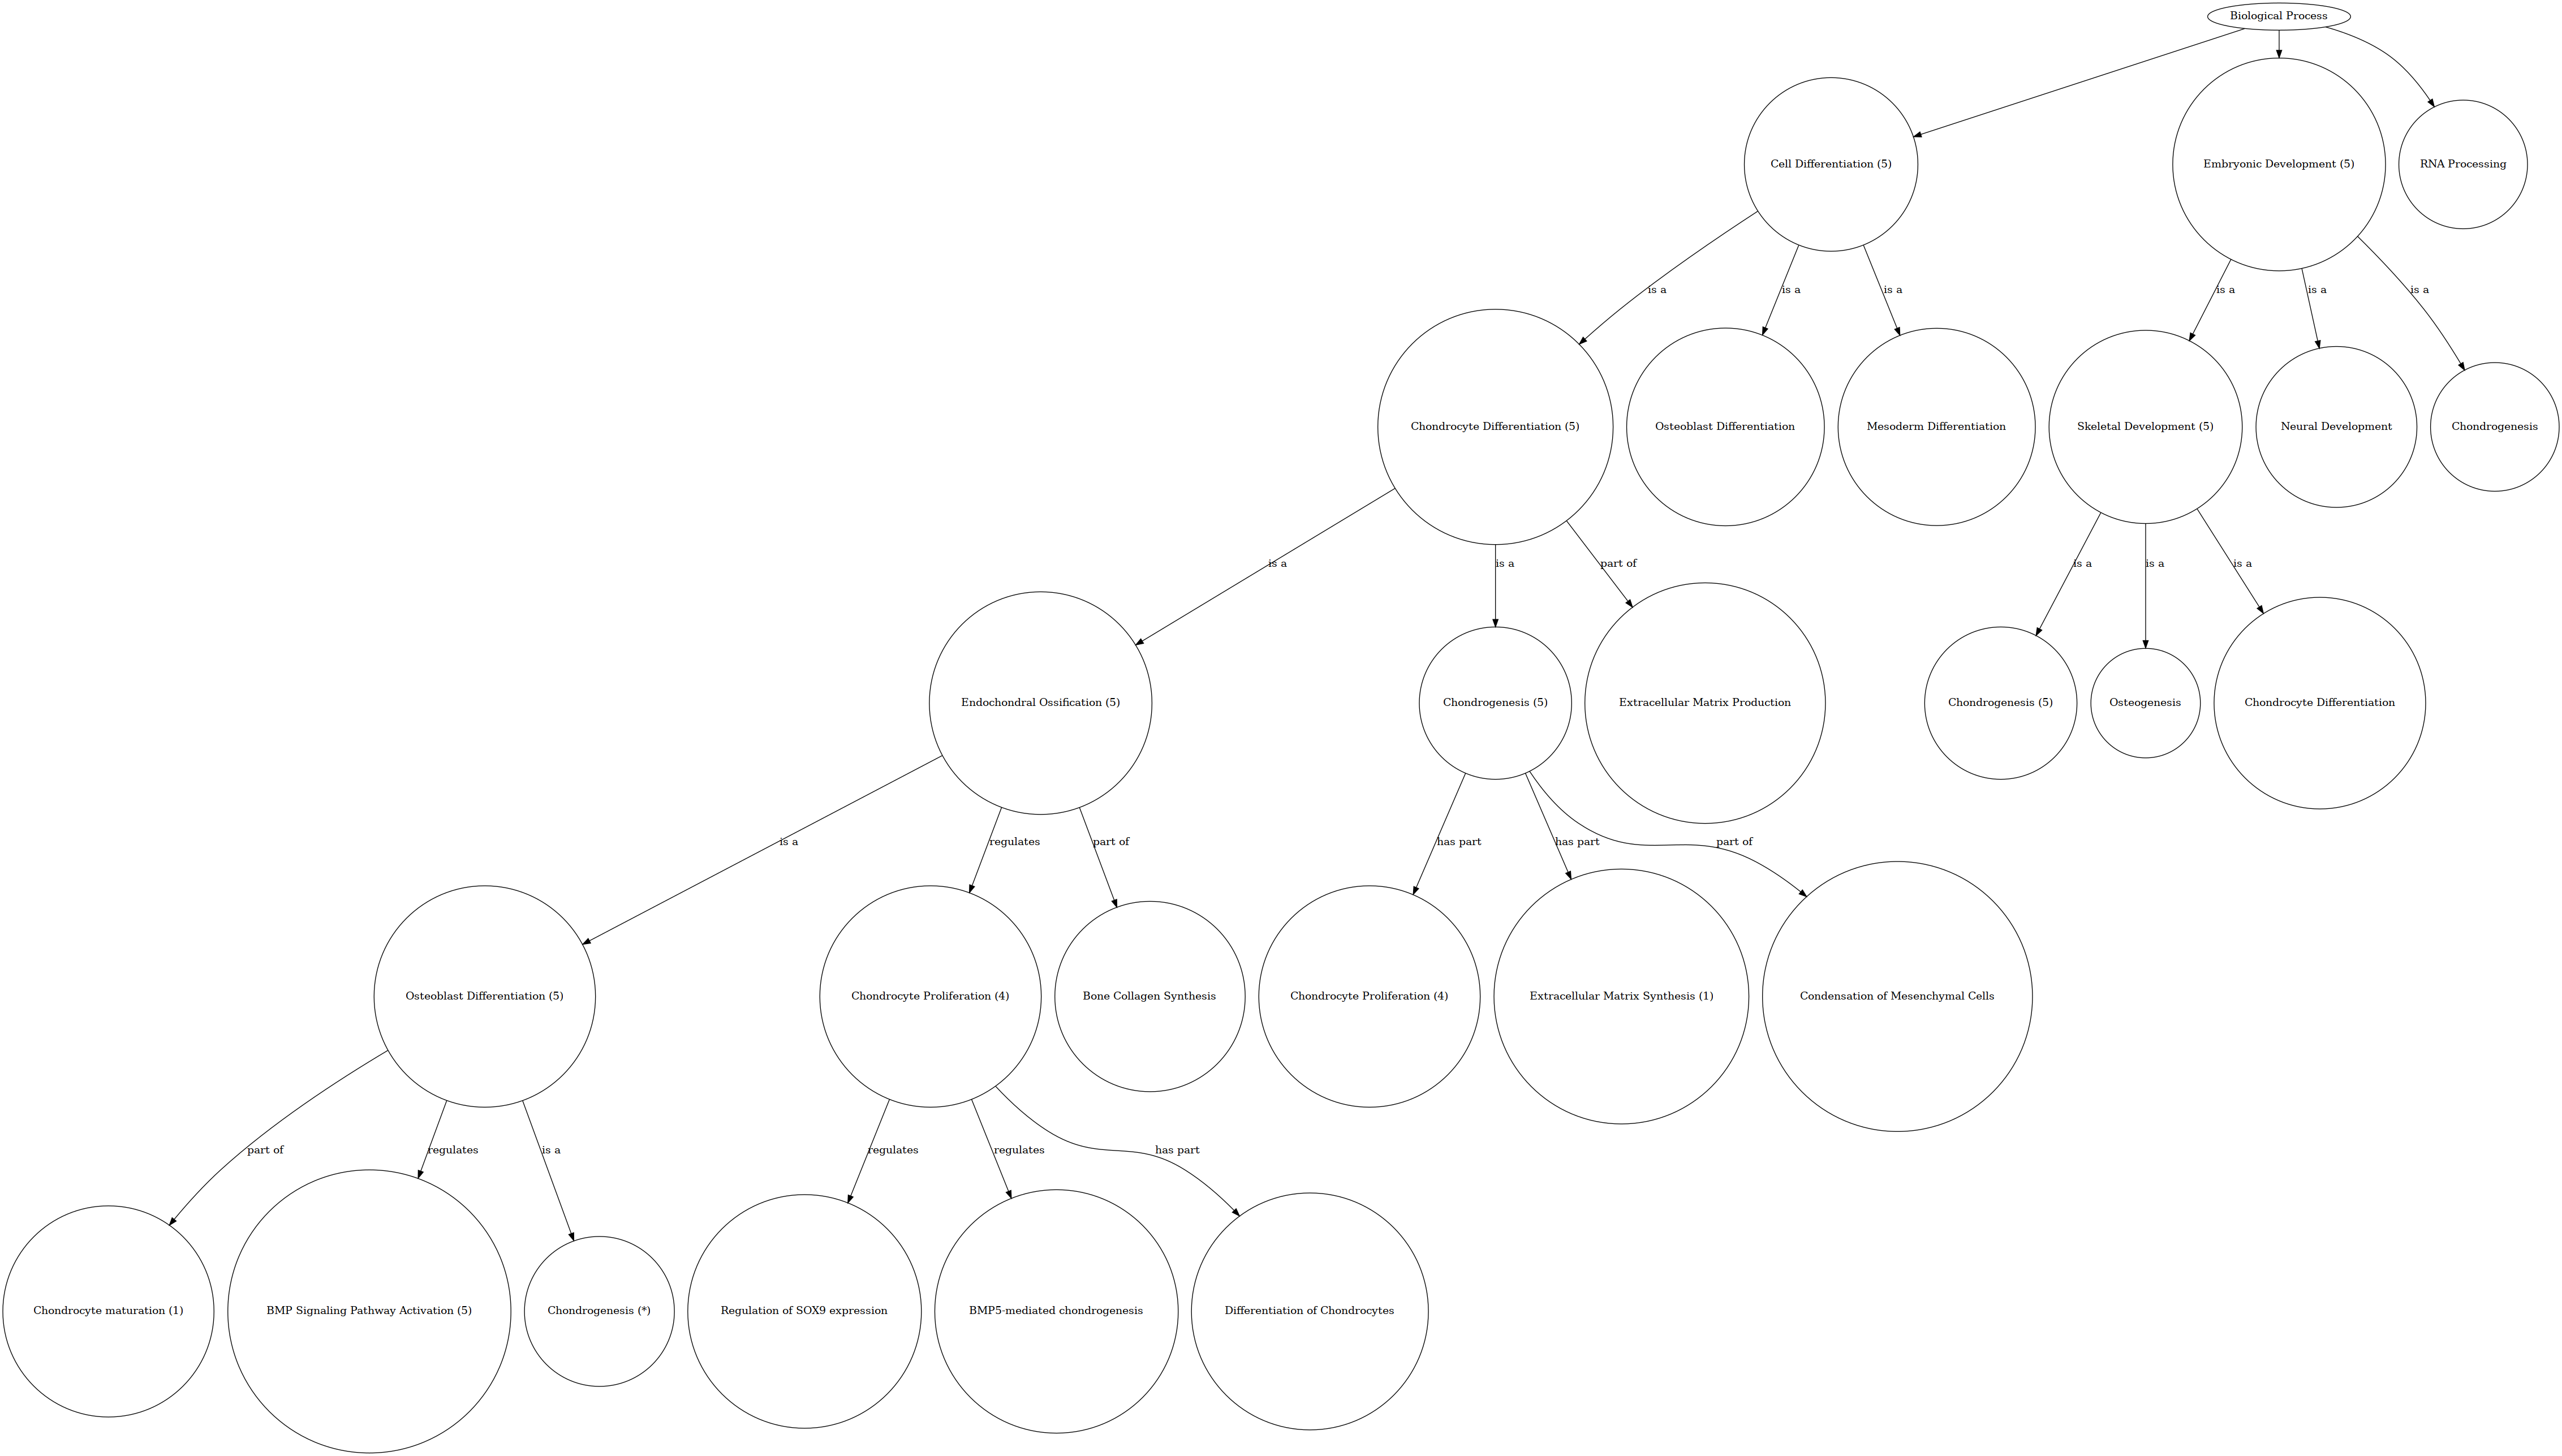 Biological Process
Cell Differentiation (5)
Embryonic Development (5)
RNA Processing
is a
is a
is a
is a
is a
is a
Chondrocyte Differentiation (5)
Osteoblast Differentiation
Mesoderm Differentiation
Skeletal Development (5)
Neural Development
Chondrogenesis
is a
is a
part of
is a
is a
is a
Endochondral Ossification (5)
Chondrogenesis (5)
Extracellular Matrix Production
Chondrogenesis (5)
Osteogenesis
Chondrocyte Differentiation
is a
regulates
part of
has part
has part
part of
Osteoblast Differentiation (5)
Chondrocyte Proliferation (4)
Bone Collagen Synthesis
Chondrocyte Proliferation (4)
Extracellular Matrix Synthesis (1)
Condensation of Mesenchymal Cells
part of
regulates
is a
regulates
regulates
has part
Chondrocyte maturation (1)
BMP Signaling Pathway Activation (5)
Chondrogenesis (*)
Regulation of SOX9 expression
BMP5-mediated chondrogenesis
Differentiation of Chondrocytes